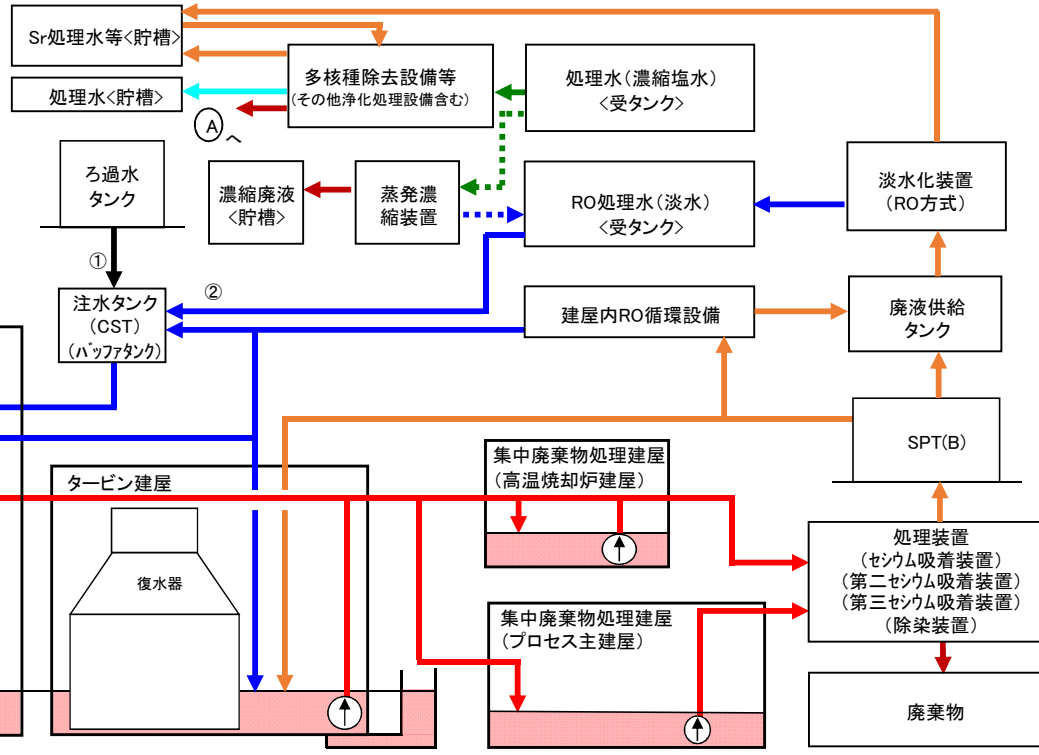 Sr処理水等<貯槽>
処理水<貯槽>
多核種除去設備等
(その他浄化処理設備含む)
処理水(濃縮塩水)
<受タンク>
Aへ
ろ過水
タンク
濃縮廃液
<貯槽>
蒸発濃
縮装置
RO処理水(淡水)
<受タンク>
淡水化装置
(RO方式)
①
②
注水タンク
(CST)
(バッファタンク)
建屋内RO循環設備
廃液供給
タンク
SPT(B)
タービン建屋
復水器
集中廃棄物処理建屋
(高温焼却炉建屋)
集中廃棄物処理建屋
(プロセス主建屋)
処理装置
(セシウム吸着装置)
(第二セシウム吸着装置)
(第三セシウム吸着装置)
(除染装置)
廃棄物